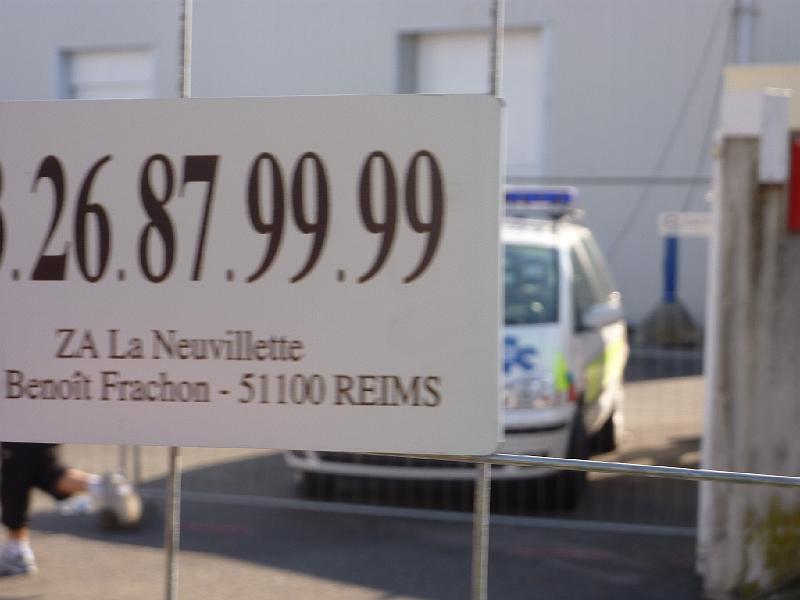 .26.87.99.99
ZA La Neuvillette
Benoît Frachon - 51100 REIMS